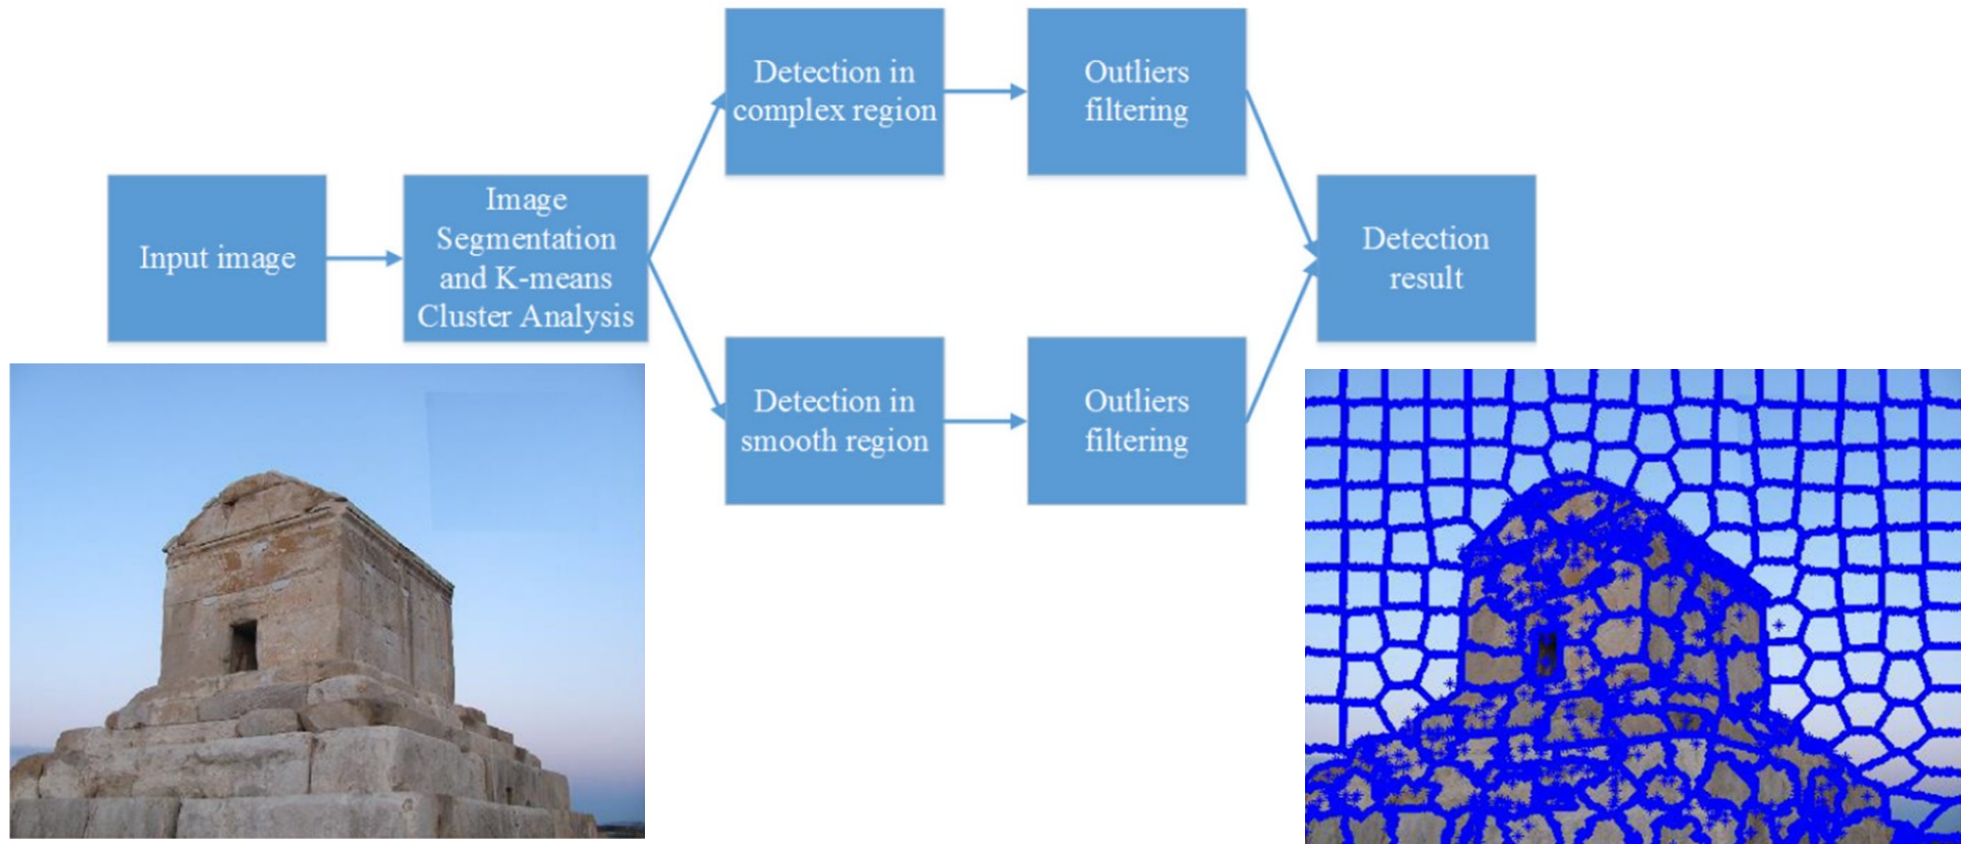 Input image
Image
Segmentation
and K-means
Cluster Analysis
Detection in
complex region
Outliers
filtering
Detection in
smooth region
Outliers
filtering
Detection
result